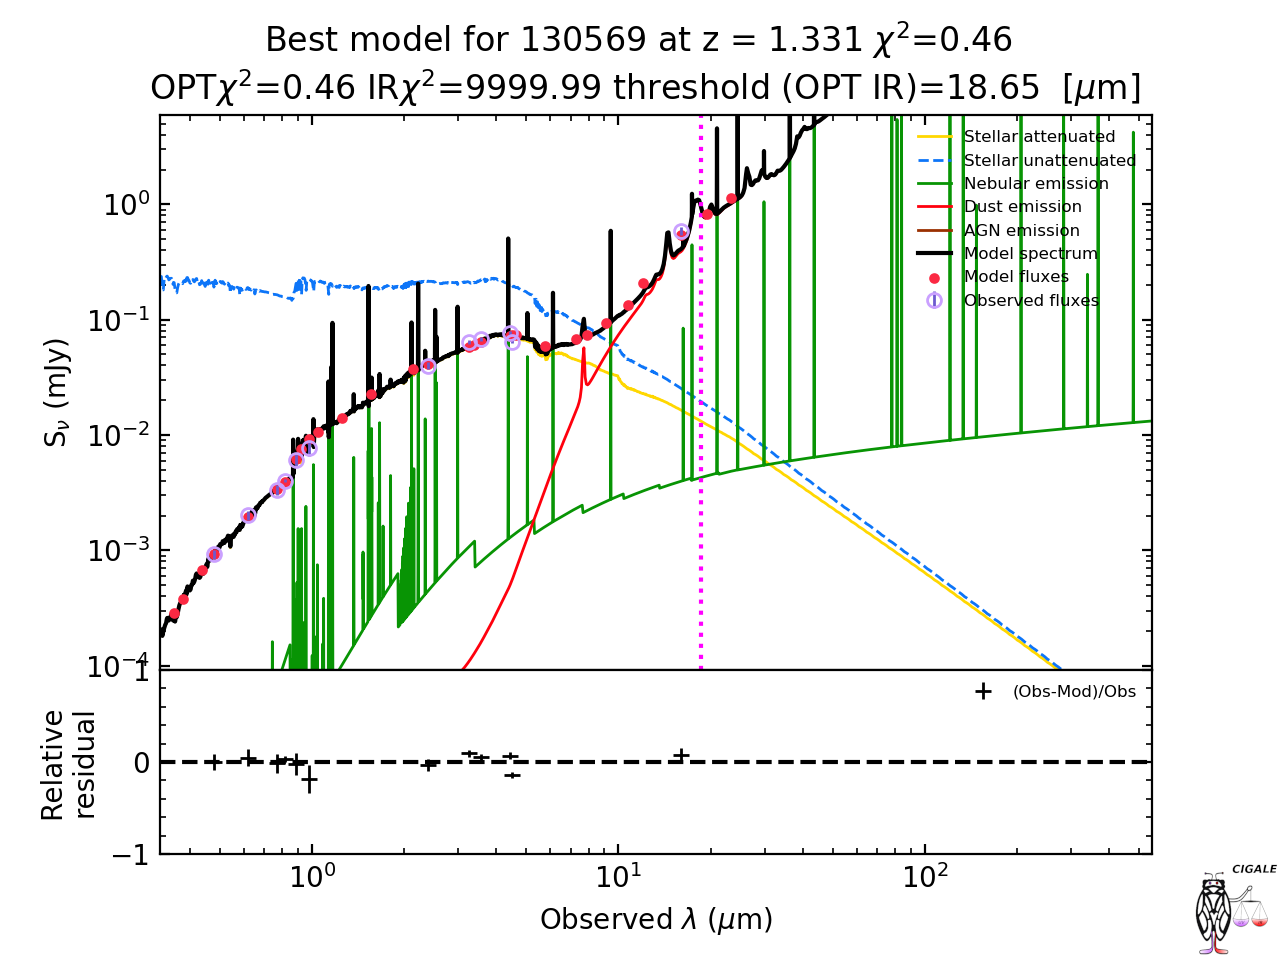 Best model for 130569 at z = 1.331 χ²=0.46
OPTχ²=0.46 IRχ²=9999.99 threshold (OPT IR)=18.65 [μm]
Stellar attenuated
Stellar unattenuated
Nebular emission
Dust emission
AGN emission
Model spectrum
Model fluxes
Observed fluxes
10⁰
10⁻¹
10⁻²
10⁻³
10⁻⁴
S_ν (mJy)
1
0
−1
Relative
residual
(Obs-Mod)/Obs
10⁰ 10¹ 10²
Observed λ (μm)
CIGALE